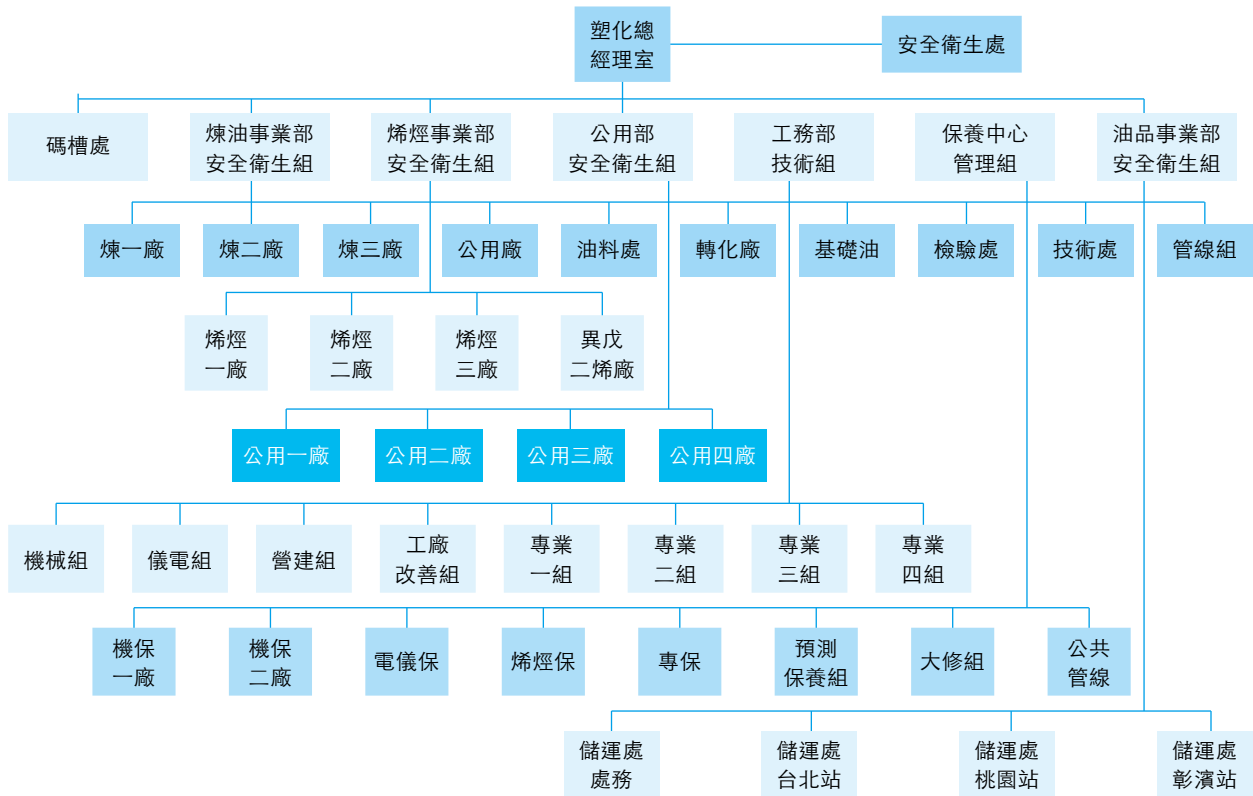 塑化總
經理室
安全衛生處
碼槽處
煉油事業部
安全衛生組
烯烴事業部
安全衛生組
公用部
安全衛生組
工務部
技術組
保養中心
管理組
油品事業部
安全衛生組
煉一廠
煉二廠
煉三廠
公用廠
油料處
轉化廠
基礎油
檢驗處
技術處
管線組
烯烴
一廠
烯烴
二廠
烯烴
三廠
異戊
二烯廠
公用一廠
公用二廠
公用三廠
公用四廠
機械組
儀電組
營建組
工廠
改善組
專業
一組
專業
二組
專業
三組
專業
四組
機保
一廠
機保
二廠
電儀保
烯烴保
專保
預測
保養組
大修組
公共
管線
儲運處
處務
儲運處
台北站
儲運處
桃園站
儲運處
彰濱站